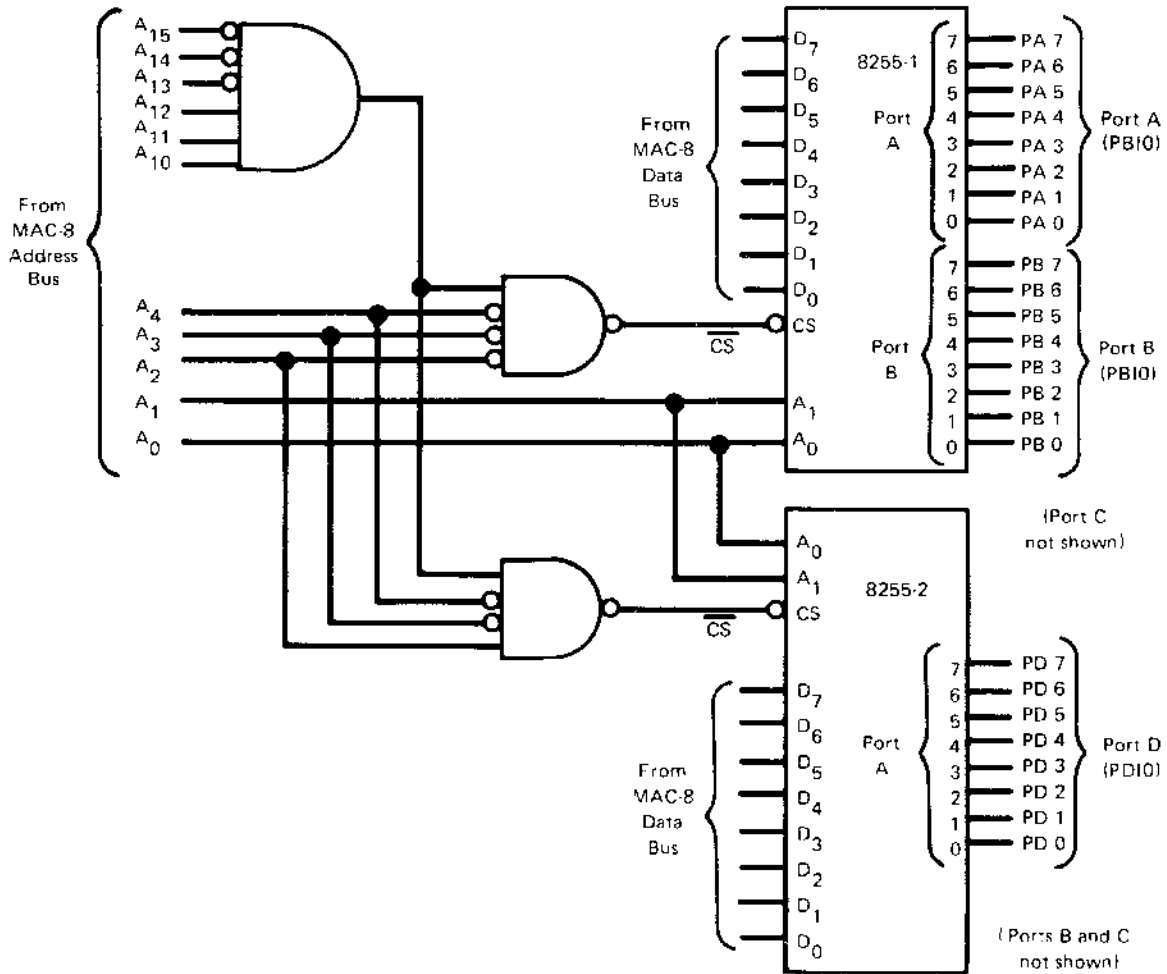 From
MAC-8
Address
Bus
A15
A14
A13
A12
A11
A10
A4
A3
A2
A1
A0
From
MAC-8
Data
Bus
D7
D6
D5
D4
D3
D2
D1
D0
CS
CS
A1
A0
8255-1
Port
A
7
6
5
4
3
2
1
0
PA 7
PA 6
PA 5
PA 4
PA 3
PA 2
PA 1
PA 0
Port A
(PBI0)
Port
B
7
6
5
4
3
2
1
0
PB 7
PB 6
PB 5
PB 4
PB 3
PB 2
PB 1
PB 0
Port B
(PBI0)
(Port C
not shown)
A0
A1
CS
CS
8255-2
From
MAC-8
Data
Bus
D7
D6
D5
D4
D3
D2
D1
D0
Port
A
7
6
5
4
3
2
1
0
PD 7
PD 6
PD 5
PD 4
PD 3
PD 2
PD 1
PD 0
Port D
(PDI0)
(Ports B and C
not shown)